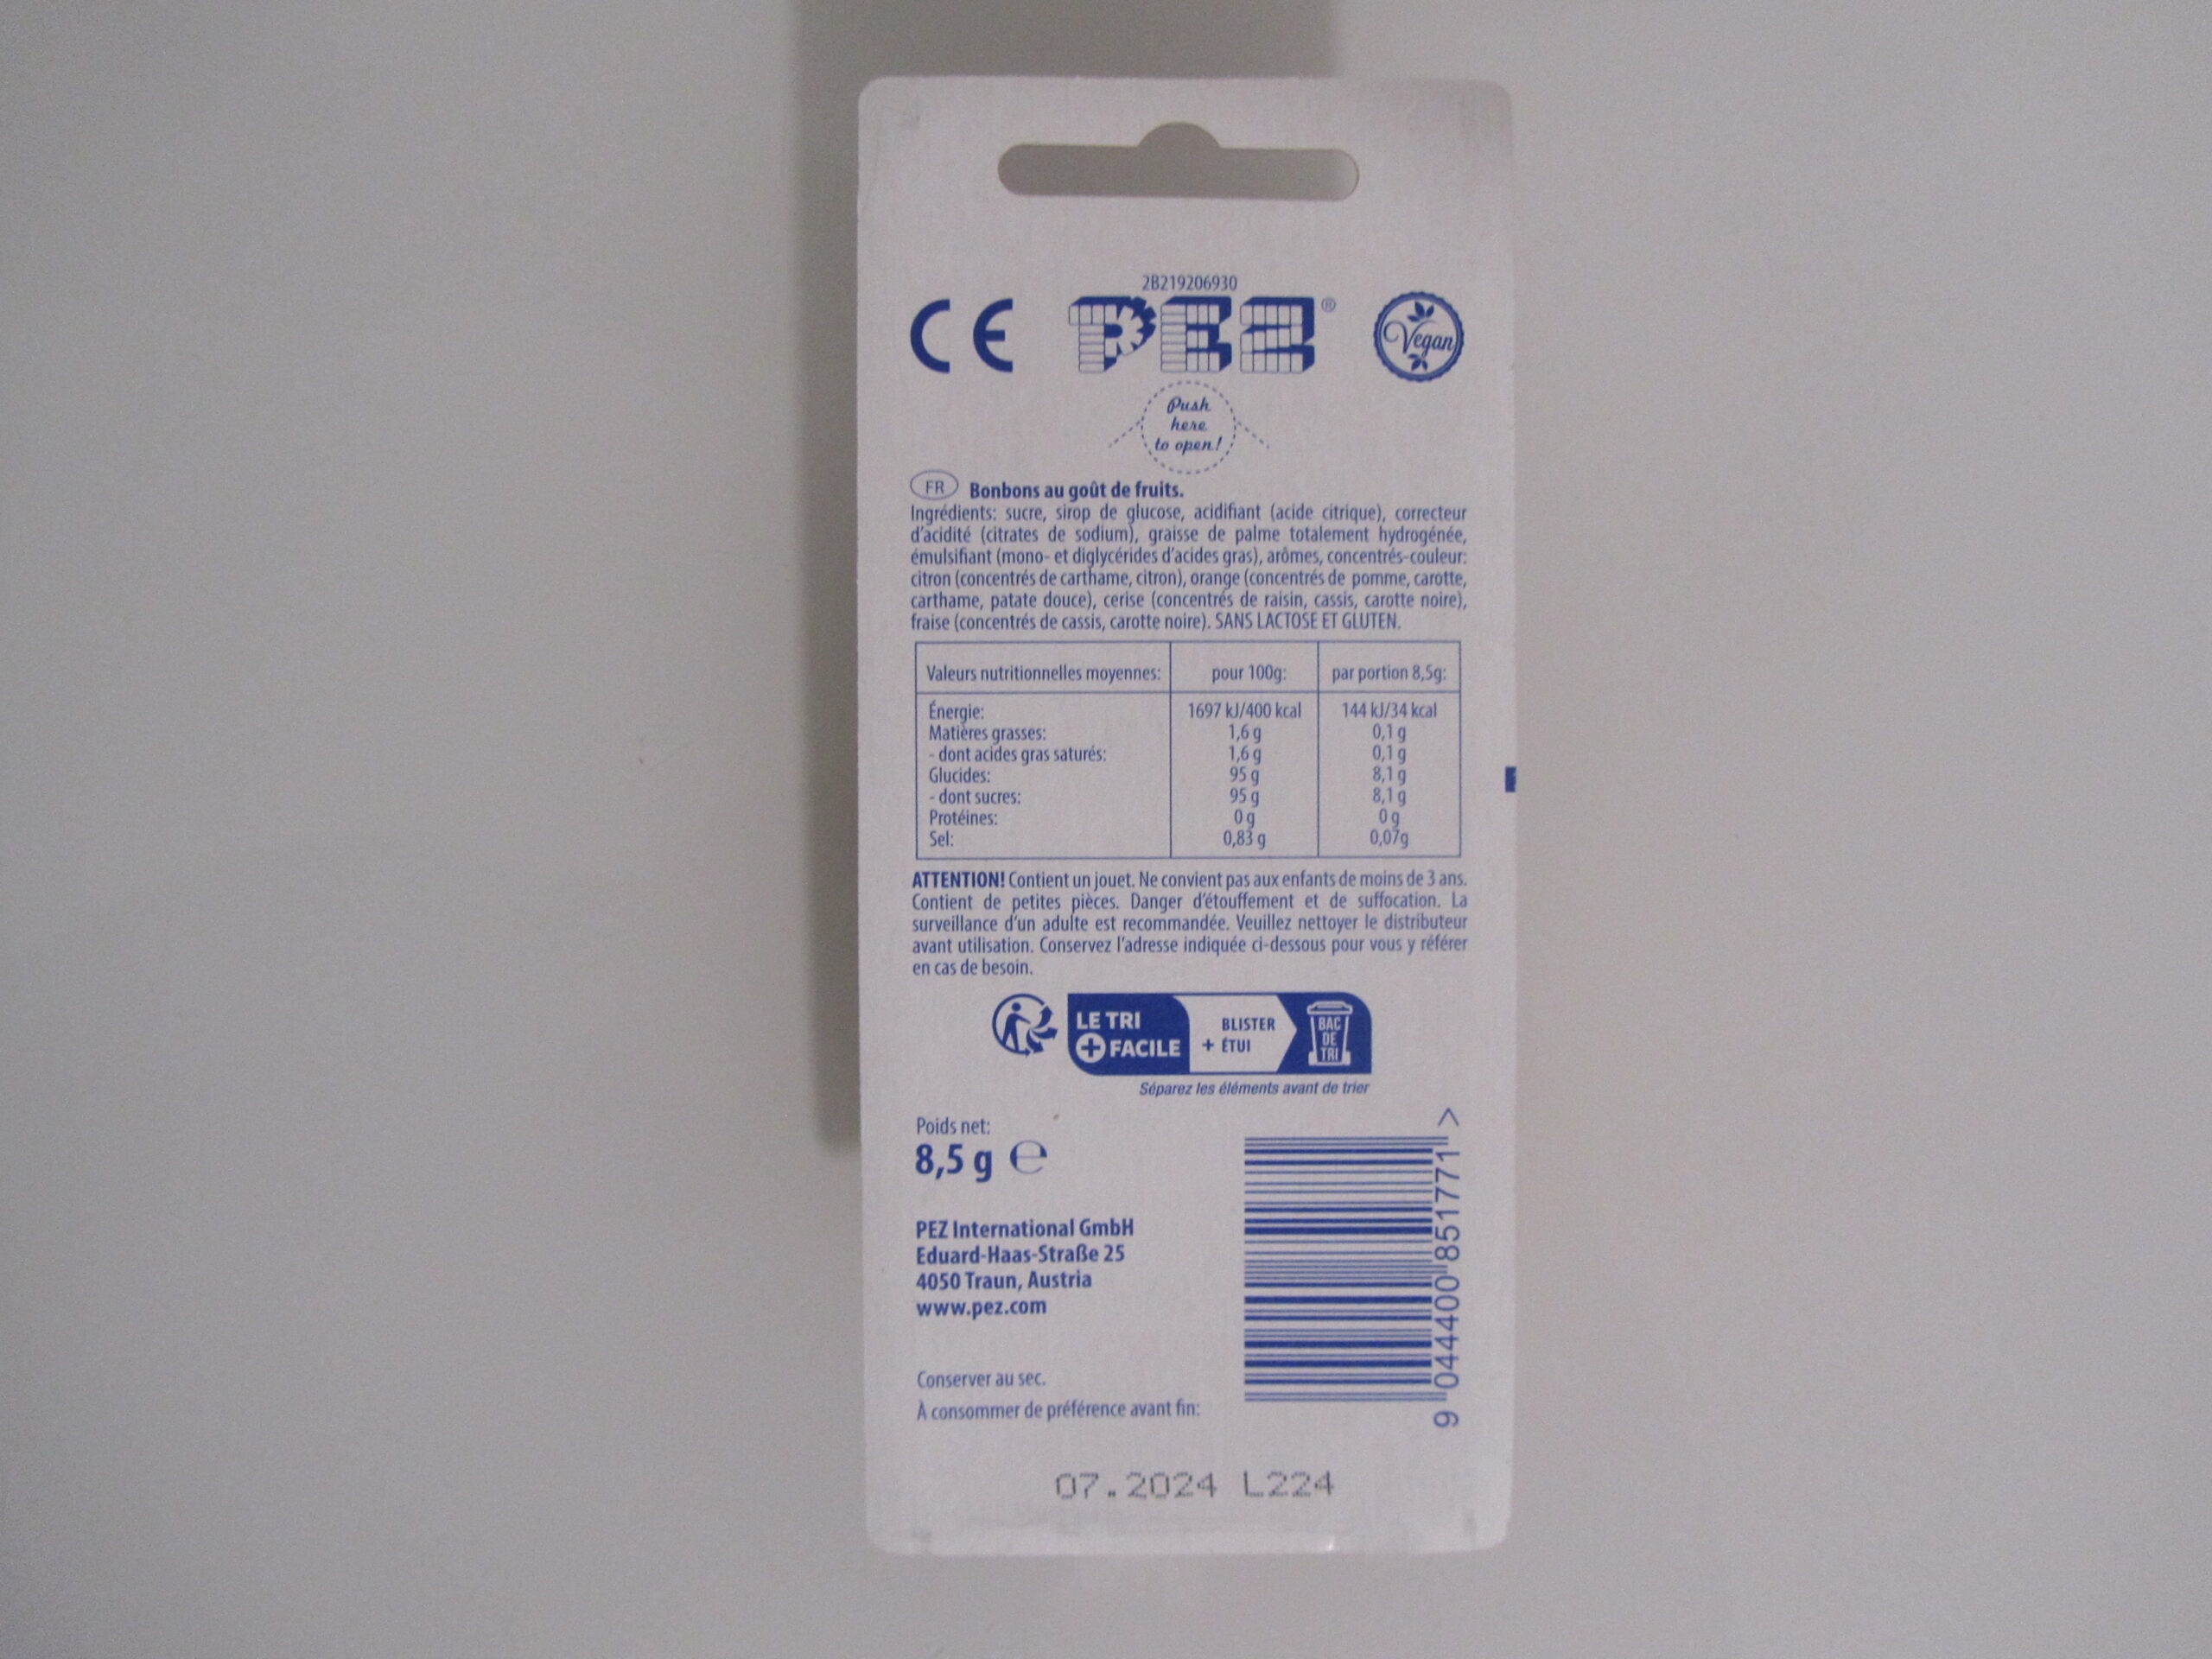 2B219206930
CE PEZ® Vegan
Push
here
to open!
FR Bonbons au goût de fruits.
Ingrédients: sucre, sirop de glucose, acidifiant (acide citrique), correcteur
d'acidité (citrates de sodium), graisse de palme totalement hydrogénée,
émulsifiant (mono- et diglycérides d'acides gras), arômes, concentrés-couleur:
citron (concentrés de carthame, citron), orange (concentrés de pomme, carotte,
carthame, patate douce), cerise (concentrés de raisin, cassis, carotte noire),
fraise (concentrés de cassis, carotte noire). SANS LACTOSE ET GLUTEN.
Valeurs nutritionnelles moyennes: pour 100g: par portion 8,5g:
Énergie: 1697 kJ/400 kcal 144 kJ/34 kcal
Matières grasses: 1,6 g 0,1 g
- dont acides gras saturés: 1,6 g 0,1 g
Glucides: 95 g 8,1 g
- dont sucres: 95 g 8,1 g
Protéines: 0 g 0 g
Sel: 0,83 g 0,07g
ATTENTION! Contient un jouet. Ne convient pas aux enfants de moins de 3 ans.
Contient de petites pièces. Danger d'étouffement et de suffocation. La
surveillance d'un adulte est recommandée. Veuillez nettoyer le distributeur
avant utilisation. Conservez l'adresse indiquée ci-dessous pour vous y référer
en cas de besoin.
LE TRI
+ FACILE
BLISTER
+ ÉTUI
BAC
DE
TRI
Séparez les éléments avant de trier
Poids net:
8,5 g ℮
PEZ International GmbH
Eduard-Haas-Straße 25
4050 Traun, Austria
www.pez.com
9 044400 851771 >
Conserver au sec.
À consommer de préférence avant fin:
07.2024 L224